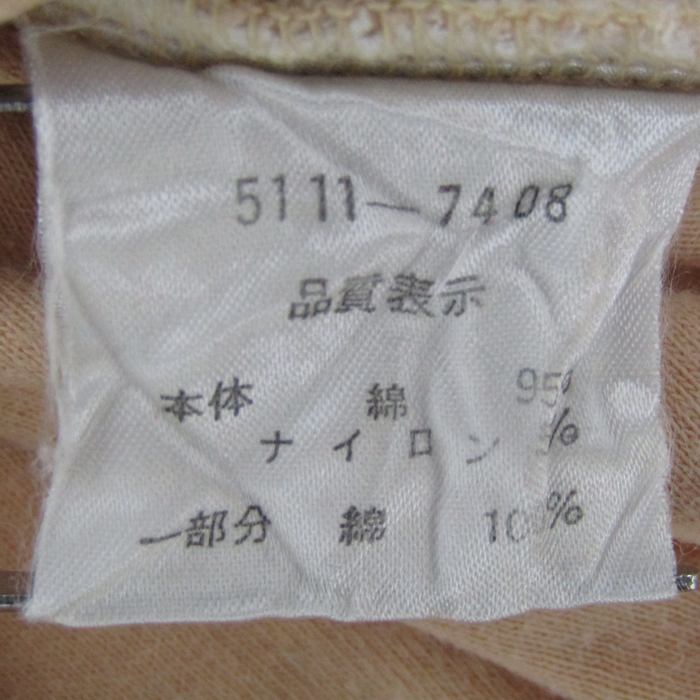 5111-7408
品質表示
本体 綿 95%
ナイロン 5%
一部分 綿 100%